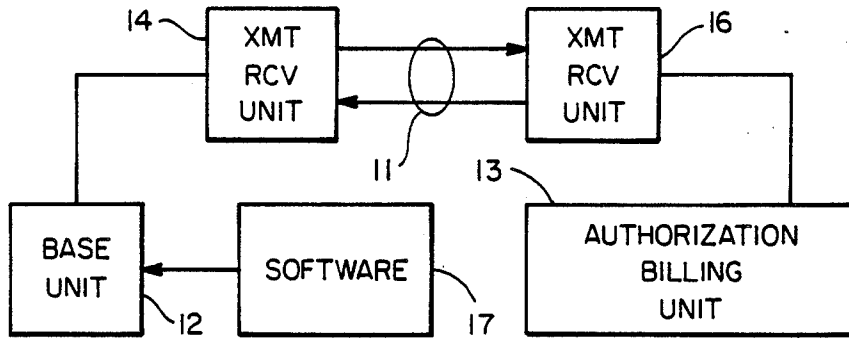 14
XMT
RCV
UNIT
XMT
RCV
UNIT
16
11
13
BASE
UNIT
12
SOFTWARE
17
AUTHORIZATION
BILLING
UNIT